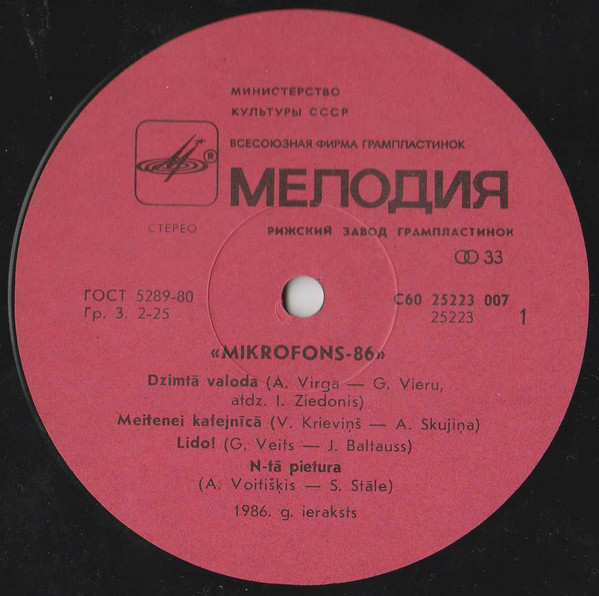 МИНИСТЕРСТВО
КУЛЬТУРЫ СССР
ВСЕСОЮЗНАЯ ФИРМА ГРАМПЛАСТИНОК
®
МЕЛОДИЯ
СТЕРЕО
РИЖСКИЙ ЗАВОД ГРАМПЛАСТИНОК
33
ГОСТ 5289-80
Гр. 3. 2-25
С60 25223 007
25223
1
«MIKROFONS-86»
Dzimtā valoda (A. Virga — G. Vieru,
atdz. I. Ziedonis)
Meitenei kafejnīcā (V. Krieviņš — A. Skujiņa)
Lido! (G. Veits — J. Baltauss)
N-tā pietura
(A. Voitišķis — S. Stāle)
1986. g. ieraksts